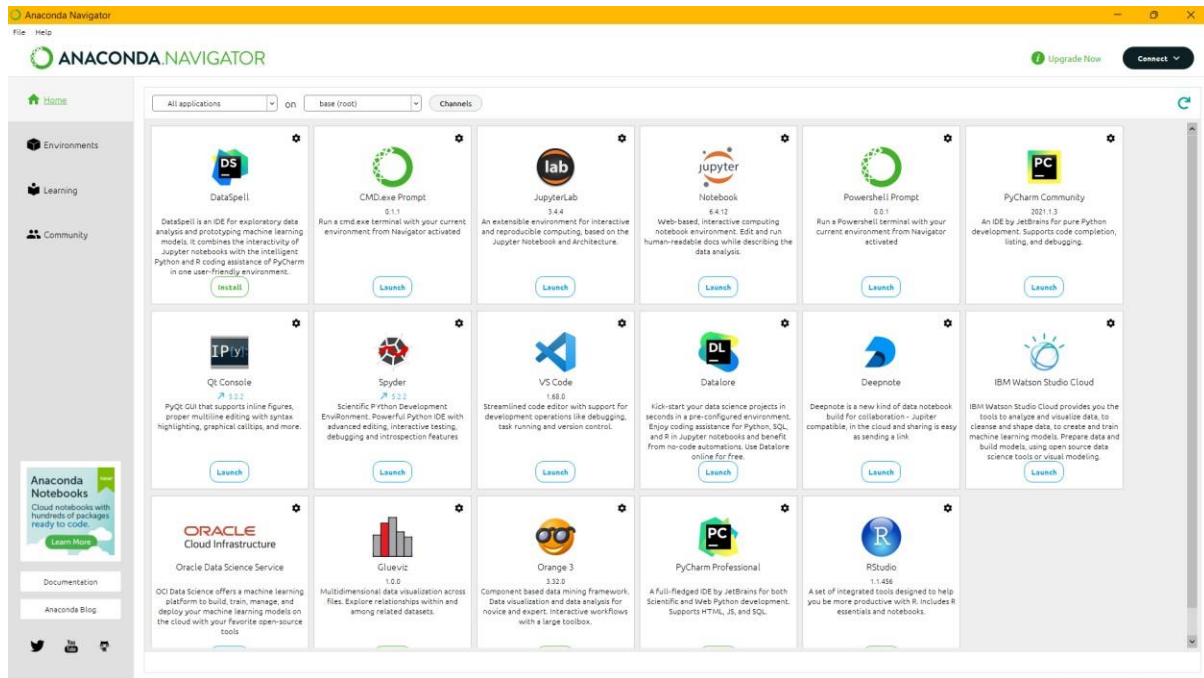 Anaconda Navigator
File Help
ANACONDA.NAVIGATOR
Upgrade Now
Connect
Home
Environments
Learning
Community
All applications
on
base (root)
Channels
DS
DataSpell
DataSpell is an IDE for exploratory data
analysis and prototyping machine learning
models. It combines the interactivity of
Jupyter notebooks with the intelligent
Python and R coding assistance of PyCharm
in one user-friendly environment.
Install
CMD.exe Prompt
0.1.1
Run a cmd.exe terminal with your current
environment from Navigator activated
Launch
lab
JupyterLab
3.4.4
An extensible environment for interactive
and reproducible computing, based on the
Jupyter Notebook and Architecture.
Launch
jupyter
Notebook
6.4.12
Web-based, interactive computing
notebook environment. Edit and run
human-readable docs while describing the
data analysis.
Launch
Powershell Prompt
0.0.1
Run a Powershell terminal with your
current environment from Navigator
activated
Launch
PC
PyCharm Community
2021.1.3
An IDE by JetBrains for pure Python
development. Supports code completion,
listing, and debugging.
Launch
IP[y]:
Qt Console
5.2.2
PyQt GUI that supports inline figures,
proper multiline editing with syntax
highlighting, graphical calltips, and more.
Launch
Spyder
5.2.2
Scientific PYthon Development
EnviRonment. Powerful Python IDE with
advanced editing, interactive testing,
debugging and introspection features
Launch
VS Code
1.68.0
Streamlined code editor with support for
development operations like debugging,
task running and version control.
Launch
DL
Datalore
Kick-start your data science projects in
seconds in a pre-configured environment.
Enjoy coding assistance for Python, SQL,
and R in Jupyter notebooks and benefit
from no-code automations. Use Datalore
online for free.
Launch
Deepnote
Deepnote is a new kind of data notebook
build for collaboration - Jupiter
compatible, in the cloud and sharing is easy
as sending a link
Launch
IBM Watson Studio Cloud
IBM Watson Studio Cloud provides you the
tools to analyze and visualize data, to
cleanse and shape data, to create and train
machine learning models. Prepare data and
build models, using open source data
science tools or visual modeling.
Launch
ORACLE
Cloud Infrastructure
Oracle Data Science Service
OCI Data Science offers a machine learning
platform to build, train, manage, and
deploy your machine learning models on
the cloud with your favorite open-source
tools
Glueviz
1.0.0
Multidimensional data visualization across
files. Explore relationships within and
among related datasets.
Orange 3
3.32.0
Component based data mining framework.
Data visualization and data analysis for
novice and expert. Interactive workflows
with a large toolbox.
PC
PyCharm Professional
A full-fledged IDE by JetBrains for both
Scientific and Web Python development.
Supports HTML, JS, and SQL.
R
RStudio
1.1.456
A set of integrated tools designed to help
you be more productive with R. Includes R
essentials and notebooks.
New
Anaconda
Notebooks
Cloud notebooks with
hundreds of packages
ready to code.
Learn More
Documentation
Anaconda Blog
You
Tube